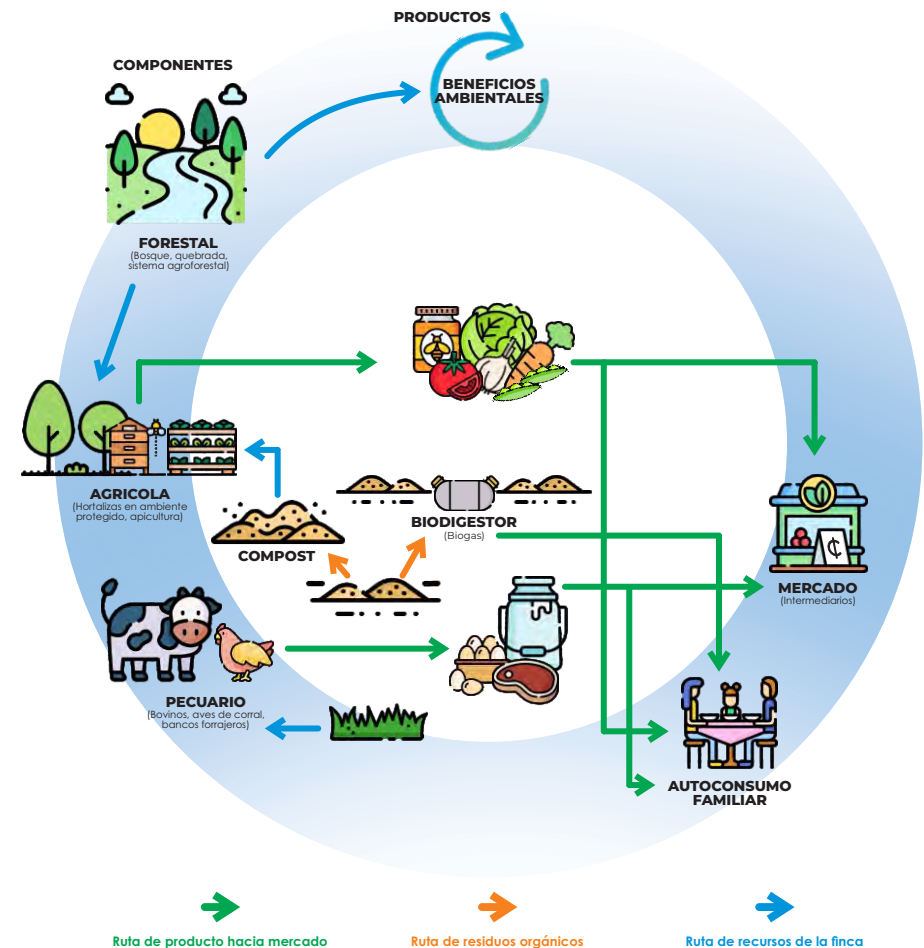 PRODUCTOS
BENEFICIOS
AMBIENTALES
COMPONENTES
FORESTAL
(Bosque, quebrada,
sistema agroforestal)
AGRICOLA
(Hortalizas en ambiente
protegido, apicultura)
COMPOST
BIODIGESTOR
(Biogas)
₵
MERCADO
(Intermediarios)
PECUARIO
(Bovinos, aves de corral,
bancos forrajeros)
AUTOCONSUMO
FAMILIAR
Ruta de producto hacia mercado
Ruta de residuos orgánicos
Ruta de recursos de la finca